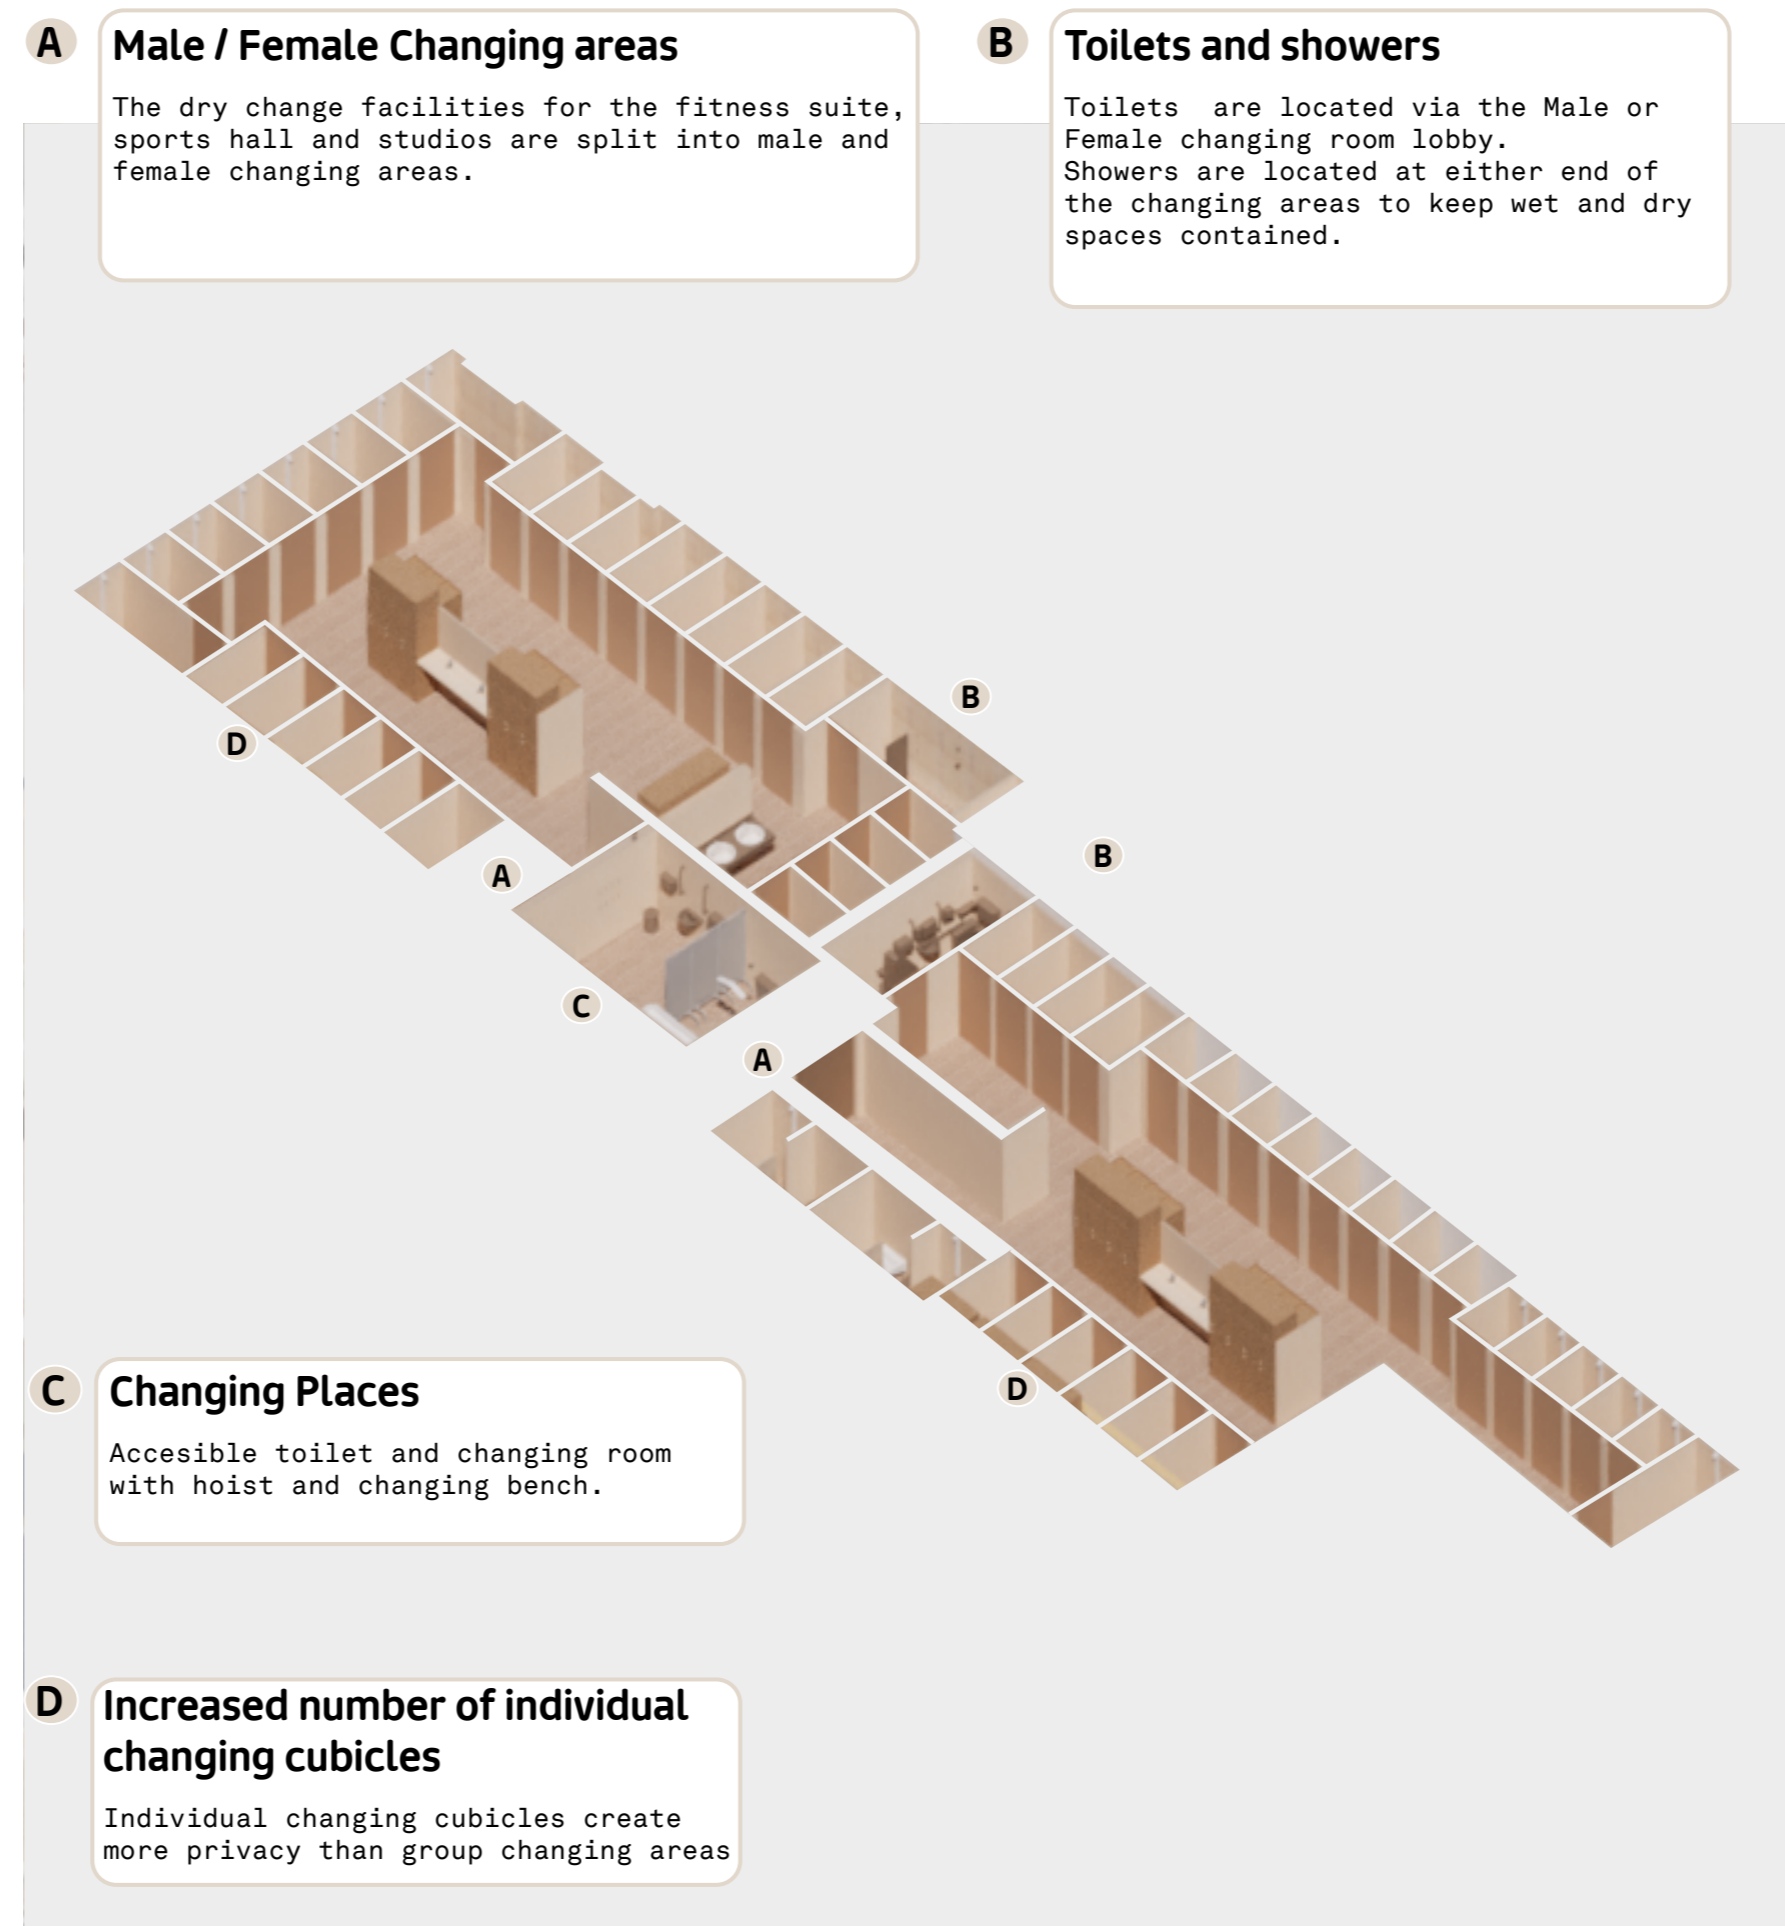 A
Male / Female Changing areas
The dry change facilities for the fitness suite,
sports hall and studios are split into male and
female changing areas.
B
Toilets and showers
Toilets  are located via the Male or
Female changing room lobby.
Showers are located at either end of
the changing areas to keep wet and dry
spaces contained.
B
D
B
A
C
A
D
C
Changing Places
Accesible toilet and changing room
with hoist and changing bench.
D
Increased number of individual
changing cubicles
Individual changing cubicles create
more privacy than group changing areas